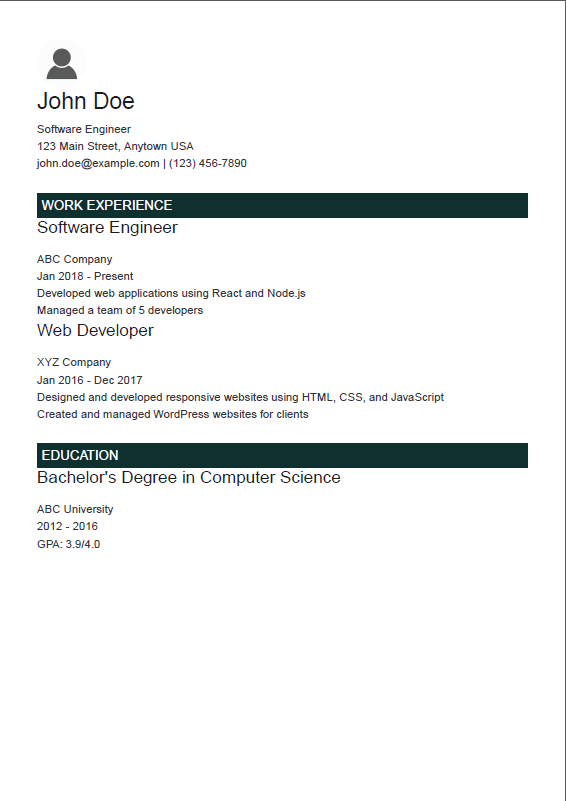 John Doe
Software Engineer
123 Main Street, Anytown USA
john.doe@example.com | (123) 456-7890
WORK EXPERIENCE
Software Engineer
ABC Company
Jan 2018 - Present
Developed web applications using React and Node.js
Managed a team of 5 developers
Web Developer
XYZ Company
Jan 2016 - Dec 2017
Designed and developed responsive websites using HTML, CSS, and JavaScript
Created and managed WordPress websites for clients
EDUCATION
Bachelor's Degree in Computer Science
ABC University
2012 - 2016
GPA: 3.9/4.0